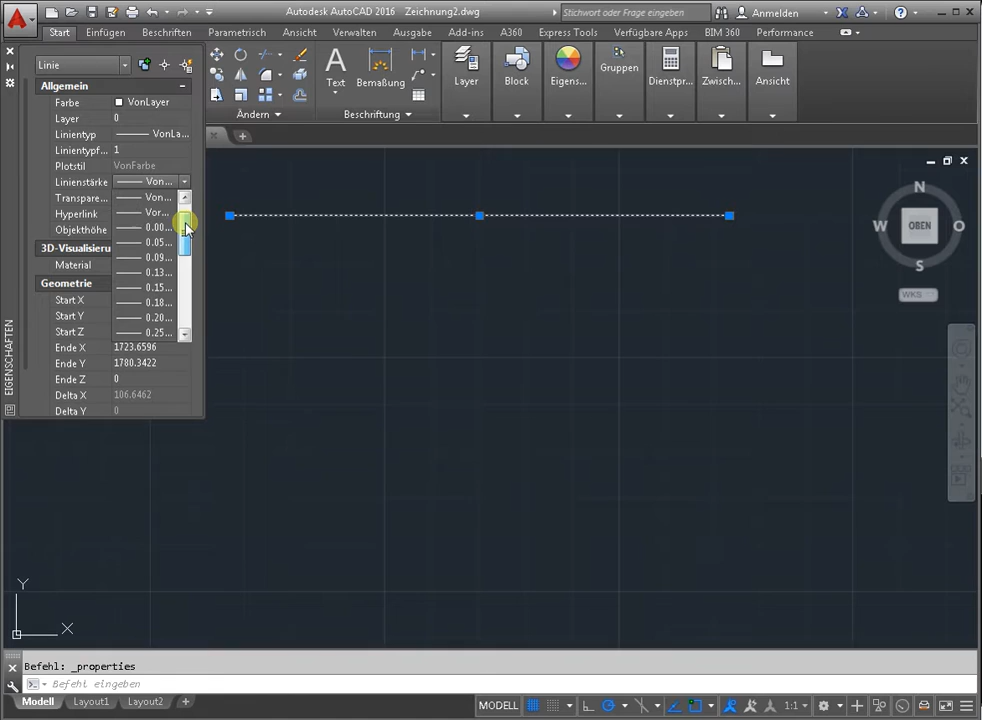 Autodesk AutoCAD 2016 Zeichnung2.dwg
Stichwort oder Frage eingeben
Anmelden
Start Einfügen Beschriften Parametrisch Ansicht Verwalten Ausgabe Add-ins A360 Express Tools Vergabeunterlagen BIM 360 Performance
Text
Bemaßung
Layer
Block
Eigens...
Gruppen
Dienstpr...
Zwisch...
Ansicht
Ändern
Beschriftung
Linie
Allgemein
Farbe VonLayer
Layer 0
Linientyp VonLa...
Linientypf... 1
Plotstil VonFarbe
Linienstärke Von...
Transpare... Von...
Hyperlink Vor...
Objekthöhe 0.00...
0.05...
3D-Visualisieru
0.09...
Material
0.13...
Geometrie
0.15...
Start X 0.18...
Start Y 0.20...
Start Z 0.25...
Ende X 1723.6596
Ende Y 1780.3422
Ende Z 0
Delta X 106.6462
Delta Y 0
EIGENSCHAFTEN
N
W OBEN O
S
WKS
Y
X
Befehl: _properties
Befehl eingeben
Modell Layout1 Layout2 +
MODELL
1:1